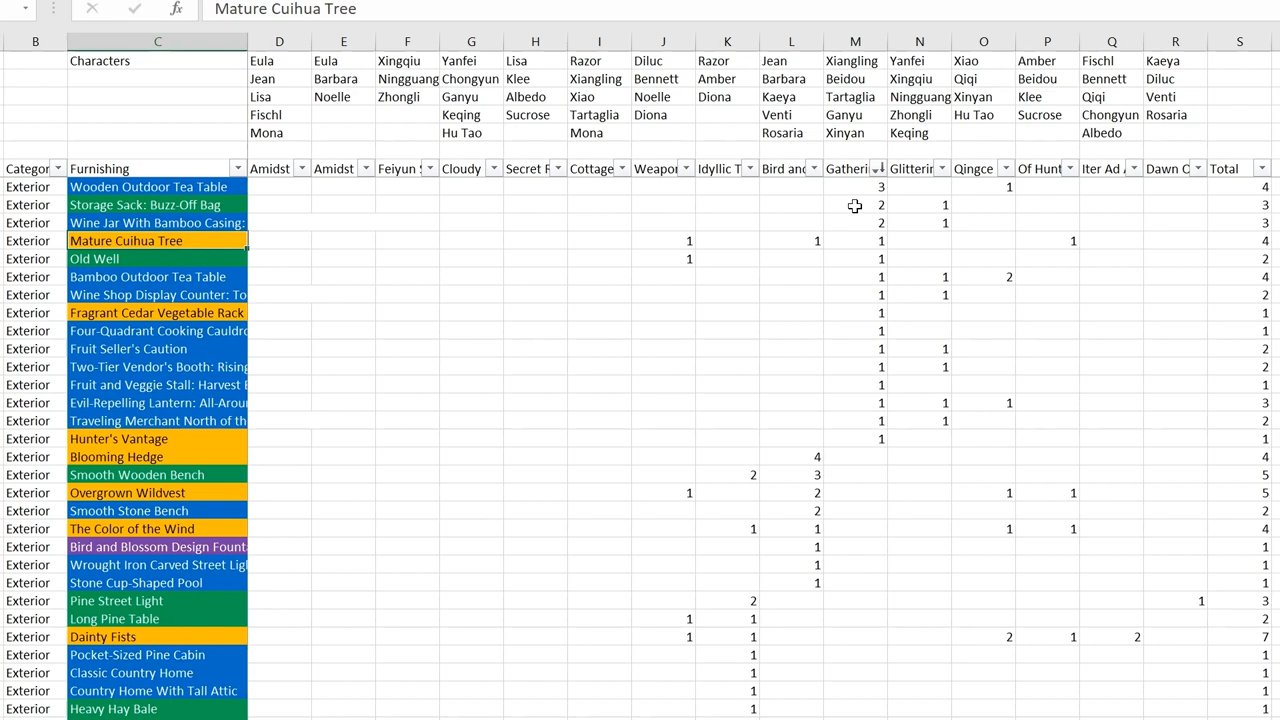 fx Mature Cuihua Tree
B C D E F G H I J K L M N O P Q R S
Characters Eula Eula Xingqiu Yanfei Lisa Razor Diluc Razor Jean Xiangling Yanfei Xiao Amber Fischl Kaeya
Jean Barbara Ningguang Chongyun Klee Xiangling Bennett Amber Barbara Beidou Xingqiu Qiqi Beidou Bennett Diluc
Lisa Noelle Zhongli Ganyu Albedo Xiao Noelle Diona Kaeya Tartaglia Ningguang Xinyan Klee Qiqi Venti
Fischl Keqing Sucrose Tartaglia Diona Venti Ganyu Zhongli Hu Tao Sucrose Chongyun Rosaria
Mona Hu Tao Mona Rosaria Xinyan Keqing Albedo
Categor Furnishing Amidst Amidst Feiyun S Cloudy Secret F Cottage Weapor Idyllic T Bird and Gatheri Glitterin Qingce Of Hunt Iter Ad A Dawn O Total
Exterior Wooden Outdoor Tea Table 3 1 4
Exterior Storage Sack: Buzz-Off Bag 2 1 3
Exterior Wine Jar With Bamboo Casing: 2 1 3
Exterior Mature Cuihua Tree 1 1 1 1 4
Exterior Old Well 1 1 2
Exterior Bamboo Outdoor Tea Table 1 1 2 4
Exterior Wine Shop Display Counter: To 1 1 2
Exterior Fragrant Cedar Vegetable Rack 1 1
Exterior Four-Quadrant Cooking Cauldro 1 1
Exterior Fruit Seller's Caution 1 1 2
Exterior Two-Tier Vendor's Booth: Rising 1 1 2
Exterior Fruit and Veggie Stall: Harvest B 1 1
Exterior Evil-Repelling Lantern: All-Arour 1 1 1 3
Exterior Traveling Merchant North of th 1 1 2
Exterior Hunter's Vantage 1 1
Exterior Blooming Hedge 4 4
Exterior Smooth Wooden Bench 2 3 5
Exterior Overgrown Wildvest 1 2 1 1 5
Exterior Smooth Stone Bench 2 2
Exterior The Color of the Wind 1 1 1 1 4
Exterior Bird and Blossom Design Founta 1 1
Exterior Wrought Iron Carved Street Ligh 1 1
Exterior Stone Cup-Shaped Pool 1 1
Exterior Pine Street Light 2 1 3
Exterior Long Pine Table 1 1 2
Exterior Dainty Fists 1 1 2 1 2 7
Exterior Pocket-Sized Pine Cabin 1 1
Exterior Classic Country Home 1 1
Exterior Country Home With Tall Attic 1 1
Exterior Heavy Hay Bale 1 1